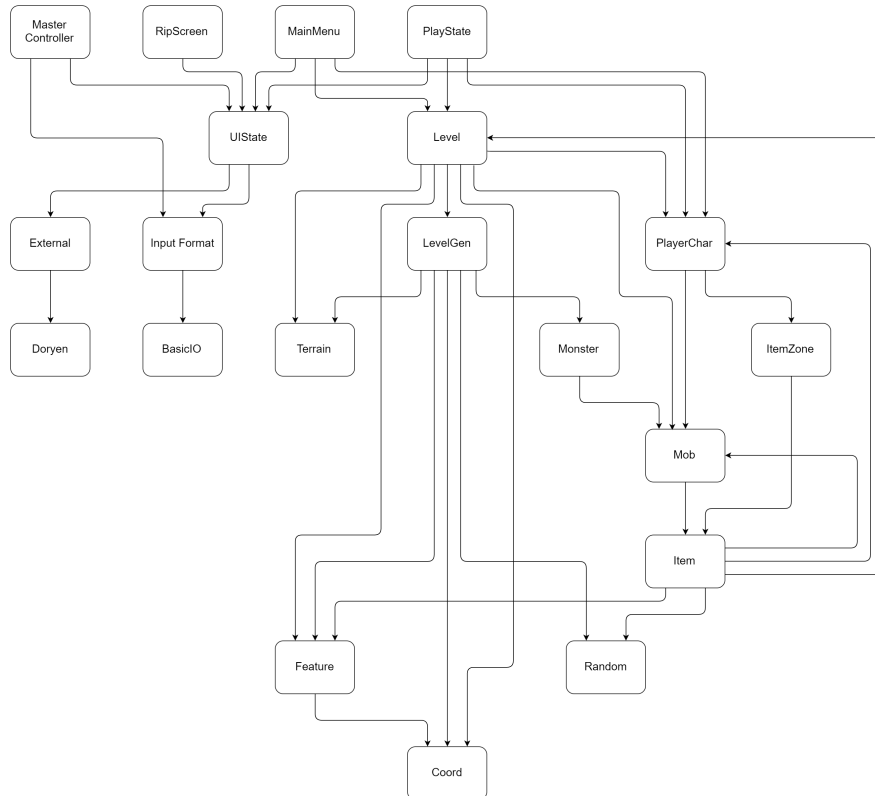 Master
Controller
RipScreen
MainMenu
PlayState
UIState
Level
External
Input Format
LevelGen
PlayerChar
Doryen
BasicIO
Terrain
Monster
ItemZone
Mob
Item
Feature
Random
Coord